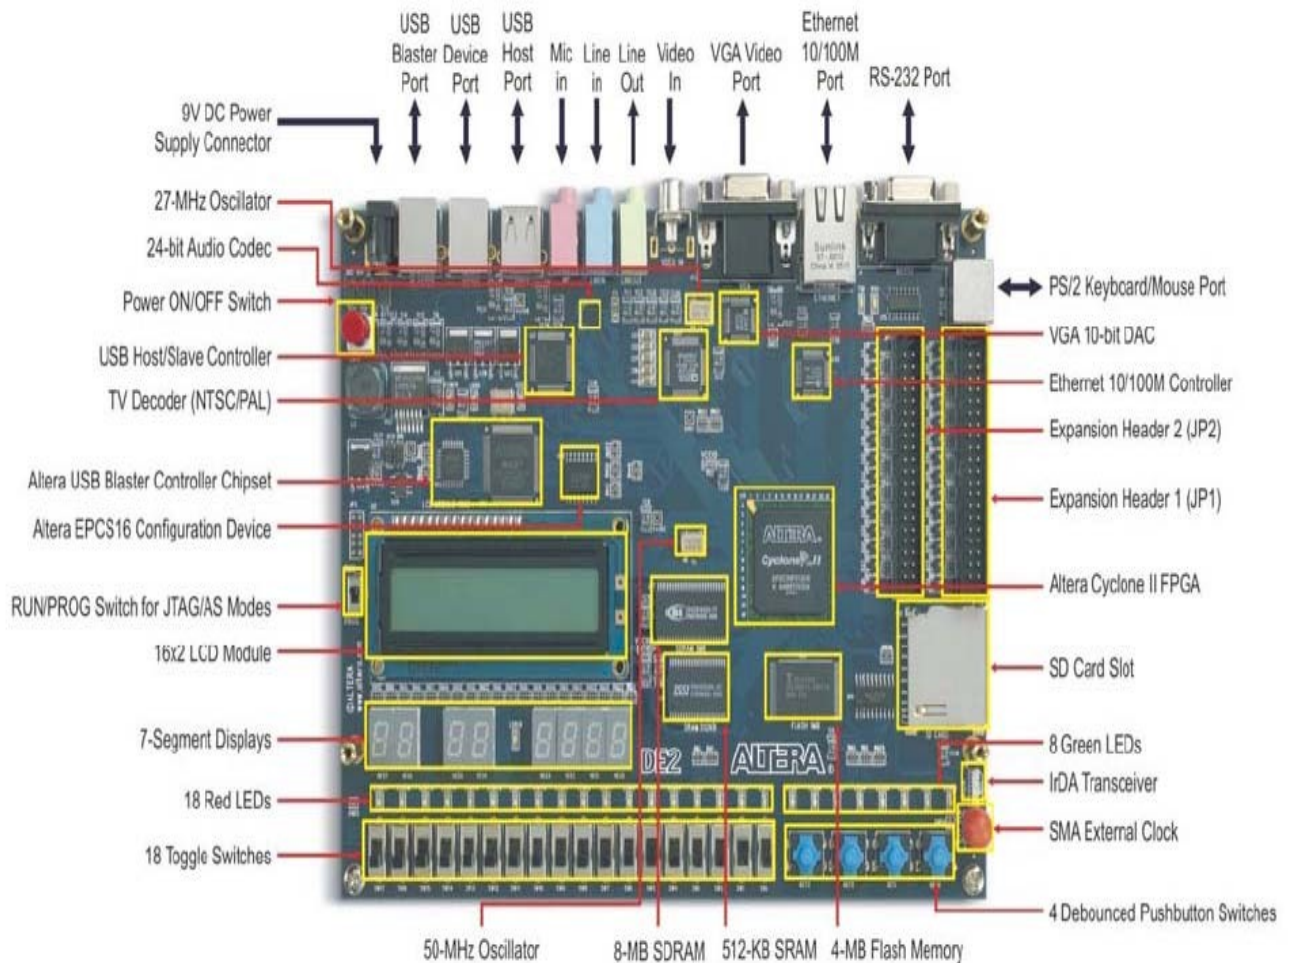 USB
Blaster
Port
USB
Device
Port
USB
Host
Port
Mic
in
Line
in
Line
Out
Video
In
VGA Video
Port
Ethernet
10/100M
Port
RS-232 Port
9V DC Power
Supply Connector
27-MHz Oscillator
24-bit Audio Codec
Power ON/OFF Switch
USB Host/Slave Controller
TV Decoder (NTSC/PAL)
Altera USB Blaster Controller Chipset
Altera EPCS16 Configuration Device
RUN/PROG Switch for JTAG/AS Modes
16x2 LCD Module
7-Segment Displays
18 Red LEDs
18 Toggle Switches
PS/2 Keyboard/Mouse Port
VGA 10-bit DAC
Ethernet 10/100M Controller
Expansion Header 2 (JP2)
Expansion Header 1 (JP1)
Altera Cyclone II FPGA
SD Card Slot
8 Green LEDs
IrDA Transceiver
SMA External Clock
4 Debounced Pushbutton Switches
50-MHz Oscillator
8-MB SDRAM
512-KB SRAM
4-MB Flash Memory
ALTERA
Cyclone II
©ALTERA
www.altera.com
DE2
ALTERA